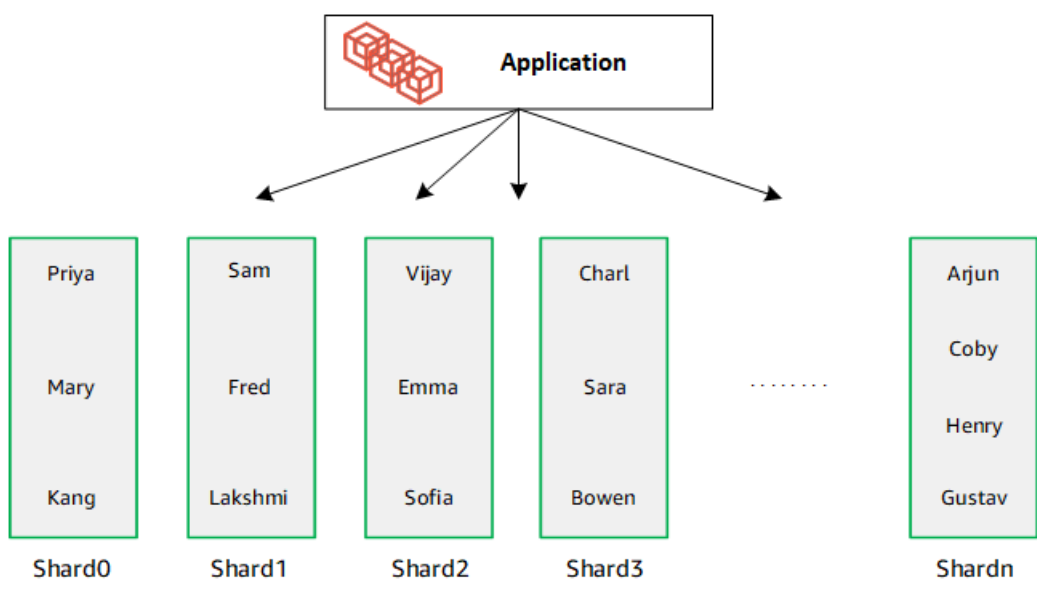 Application
Priya
Mary
Kang
Shard0
Sam
Fred
Lakshmi
Shard1
Vijay
Emma
Sofia
Shard2
Charl
Sara
Bowen
Shard3
........
Arjun
Coby
Henry
Gustav
Shardn